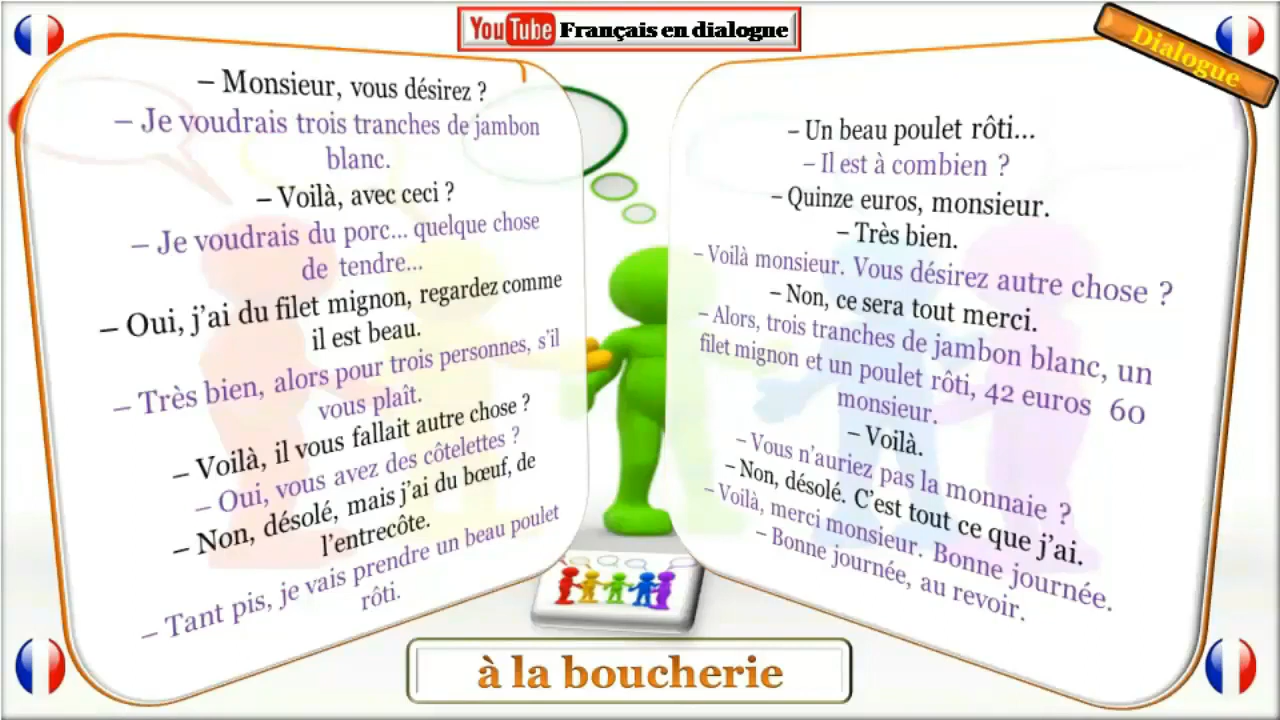 YouTube Français en dialogue
Dialogue
– Monsieur, vous désirez ?
– Je voudrais trois tranches de jambon
blanc.
– Voilà, avec ceci ?
– Je voudrais du porc... quelque chose
de tendre...
– Oui, j'ai du filet mignon, regardez comme
il est beau.
– Très bien, alors pour trois personnes, s'il
vous plaît.
– Voilà, il vous fallait autre chose ?
– Oui, vous avez des côtelettes ?
– Non, désolé, mais j'ai du bœuf, de
l'entrecôte.
– Tant pis, je vais prendre un beau poulet
rôti.
– Un beau poulet rôti...
– Il est à combien ?
– Quinze euros, monsieur.
– Très bien.
– Voilà monsieur. Vous désirez autre chose ?
– Non, ce sera tout merci.
– Alors, trois tranches de jambon blanc, un
filet mignon et un poulet rôti, 42 euros 60
monsieur.
– Voilà.
– Vous n'auriez pas la monnaie ?
– Non, désolé. C'est tout ce que j'ai.
– Voilà, merci monsieur. Bonne journée.
– Bonne journée, au revoir.
à la boucherie